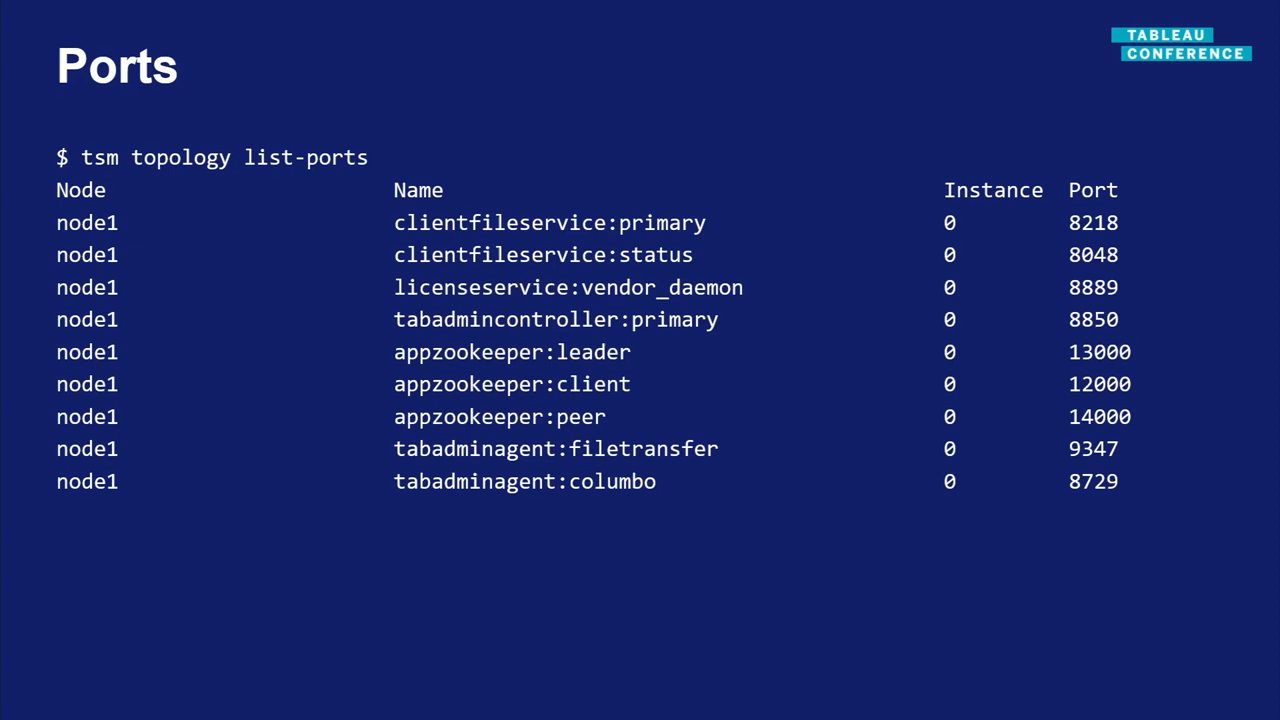 Ports
TABLEAU
CONFERENCE
$ tsm topology list-ports
Node Name Instance Port
node1 clientfileservice:primary 0 8218
node1 clientfileservice:status 0 8048
node1 licenseservice:vendor_daemon 0 8889
node1 tabadmincontroller:primary 0 8850
node1 appzookeeper:leader 0 13000
node1 appzookeeper:client 0 12000
node1 appzookeeper:peer 0 14000
node1 tabadminagent:filetransfer 0 9347
node1 tabadminagent:columbo 0 8729